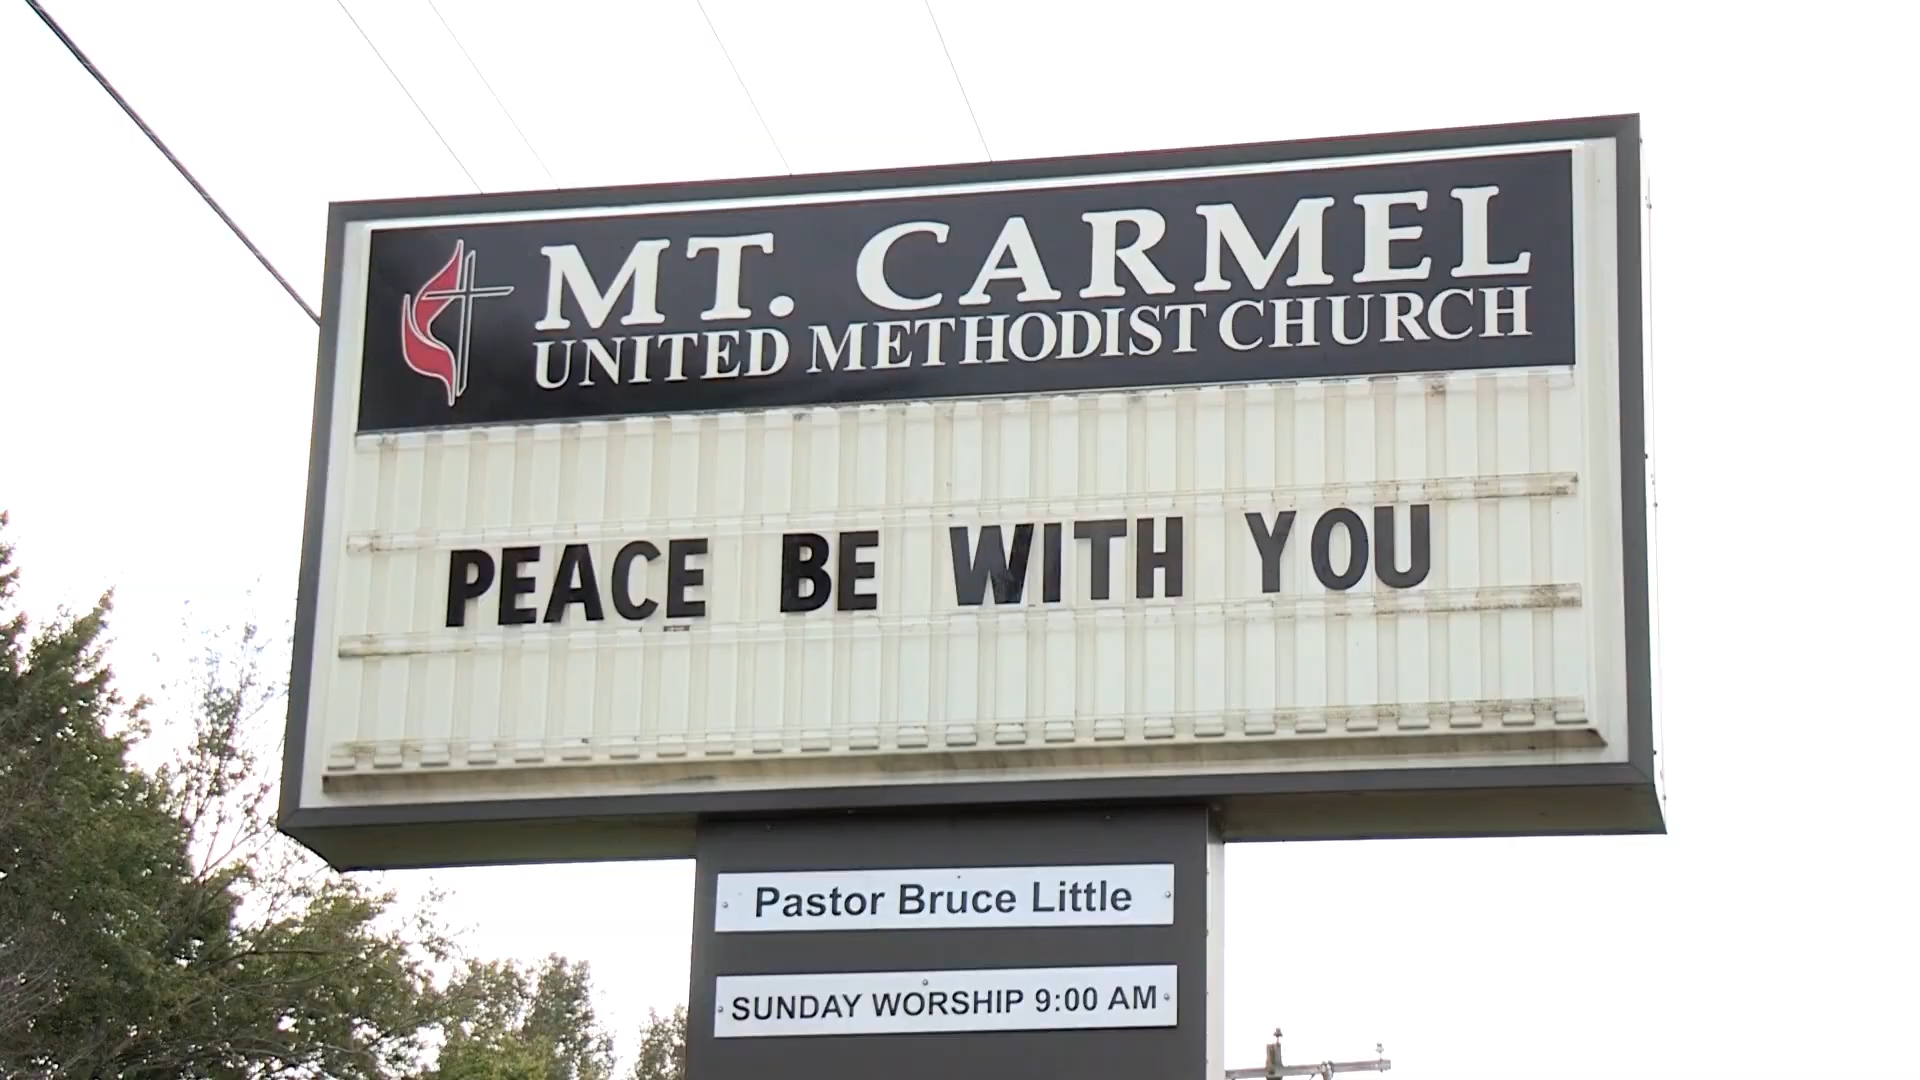 MT. CARMEL
UNITED METHODIST CHURCH
PEACE BE WITH YOU
Pastor Bruce Little
SUNDAY WORSHIP 9:00 AM